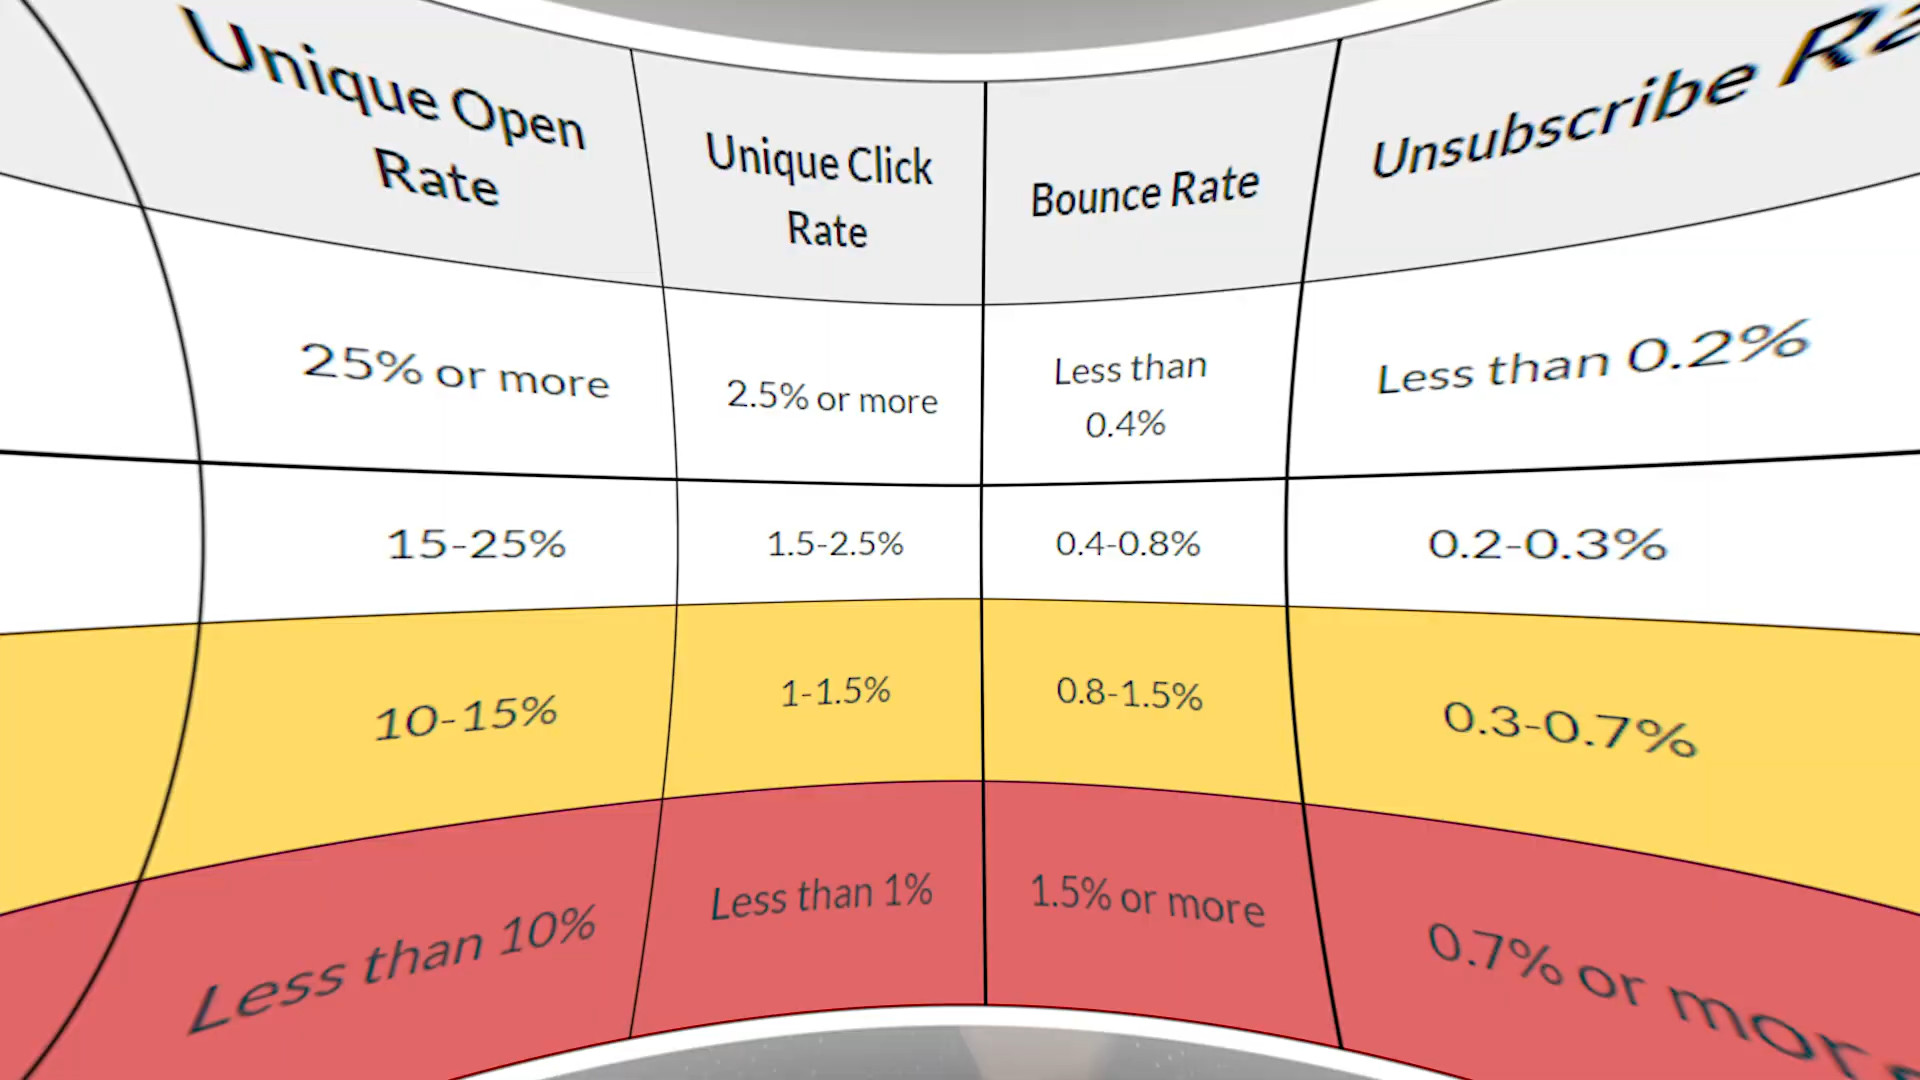 Unique Open
Rate
Unique Click
Rate
Bounce Rate
Unsubscribe
25% or more
2.5% or more
Less than
0.4%
Less than 0.2%
15-25%
1.5-2.5%
0.4-0.8%
0.2-0.3%
10-15%
1-1.5%
0.8-1.5%
0.3-0.7%
Less than 10%
Less than 1%
1.5% or more
0.7% or more